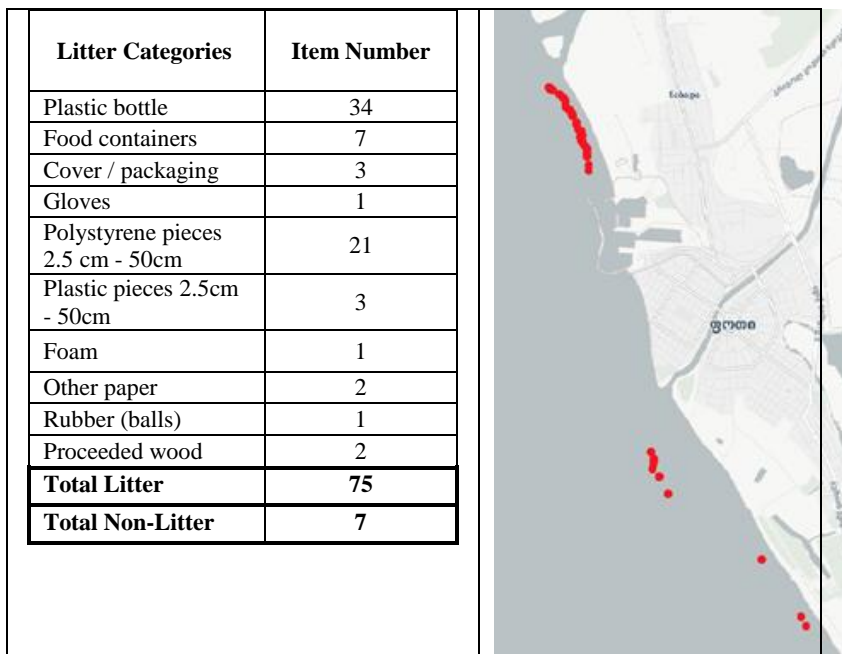 Litter Categories Item Number
Plastic bottle 34
Food containers 7
Cover / packaging 3
Gloves 1
Polystyrene pieces
2.5 cm - 50cm 21
Plastic pieces 2.5cm
- 50cm 3
Foam 1
Other paper 2
Rubber (balls) 1
Proceeded wood 2
Total Litter 75
Total Non-Litter 7
ნაბადა
ფოთი